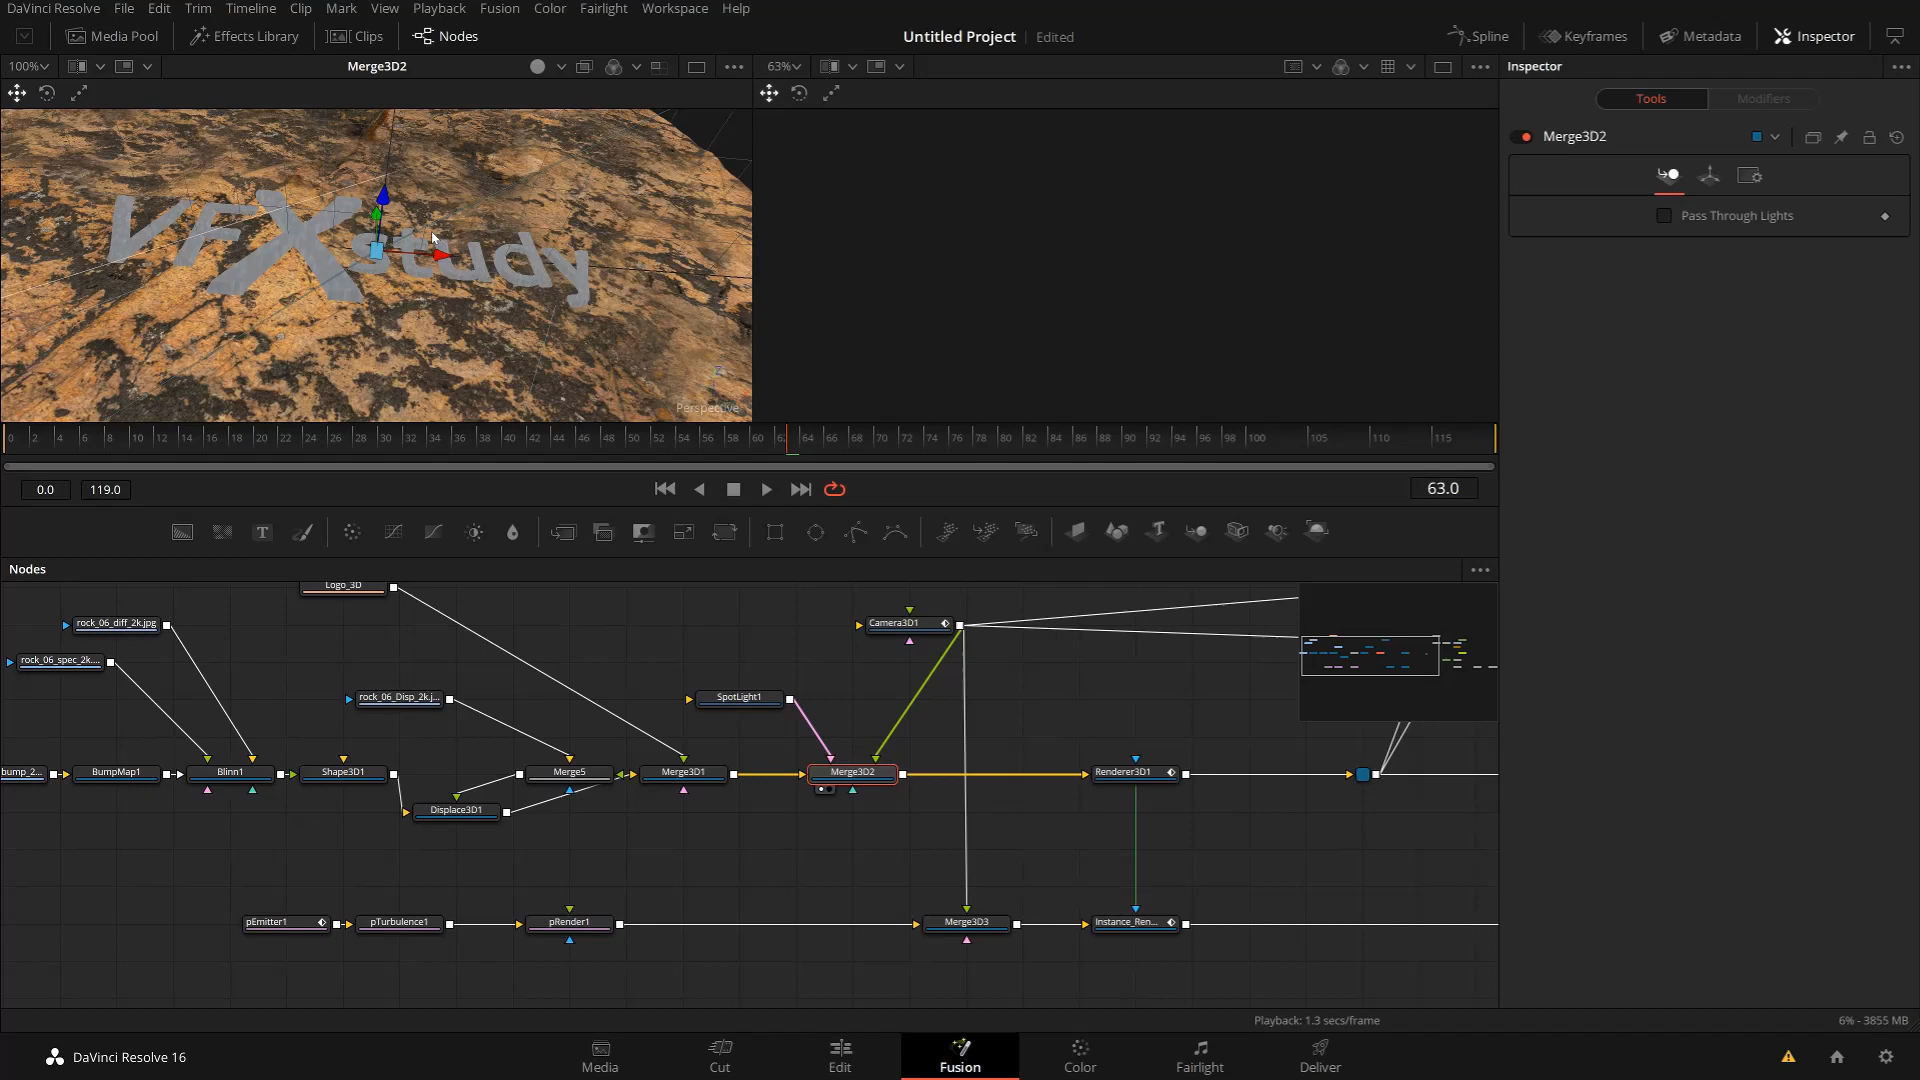 DaVinci Resolve File Edit Trim Timeline Clip Mark View Playback Fusion Color Fairlight Workspace Help
Media Pool Effects Library Clips Nodes Untitled Project Edited Spline Keyframes Metadata Inspector
100% Merge3D2 63% Inspector
Tools Modifiers
Merge3D2
Pass Through Lights
VFXstudy
Perspective
0 2 4 6 8 10 12 14 16 18 20 22 24 26 28 30 32 34 36 38 40 42 44 46 48 50 52 54 56 58 60 62 64 66 68 70 72 74 76 78 80 82 84 86 88 90 92 94 96 98 100 105 110 115
0.0 119.0 63.0
Nodes
Logo_3D
rock_06_diff_2k.jpg Camera3D1
rock_06_spec_2k....
rock_06_Disp_2k.j... SpotLight1
bump_2... BumpMap1 Blinn1 Shape3D1 Merge5 Merge3D1 Merge3D2 Renderer3D1
Displace3D1
pEmitter1 pTurbulence1 pRender1 Merge3D3 Instance_Ren...
Playback: 1.3 secs/frame 6% - 3855 MB
DaVinci Resolve 16 Media Cut Edit Fusion Color Fairlight Deliver